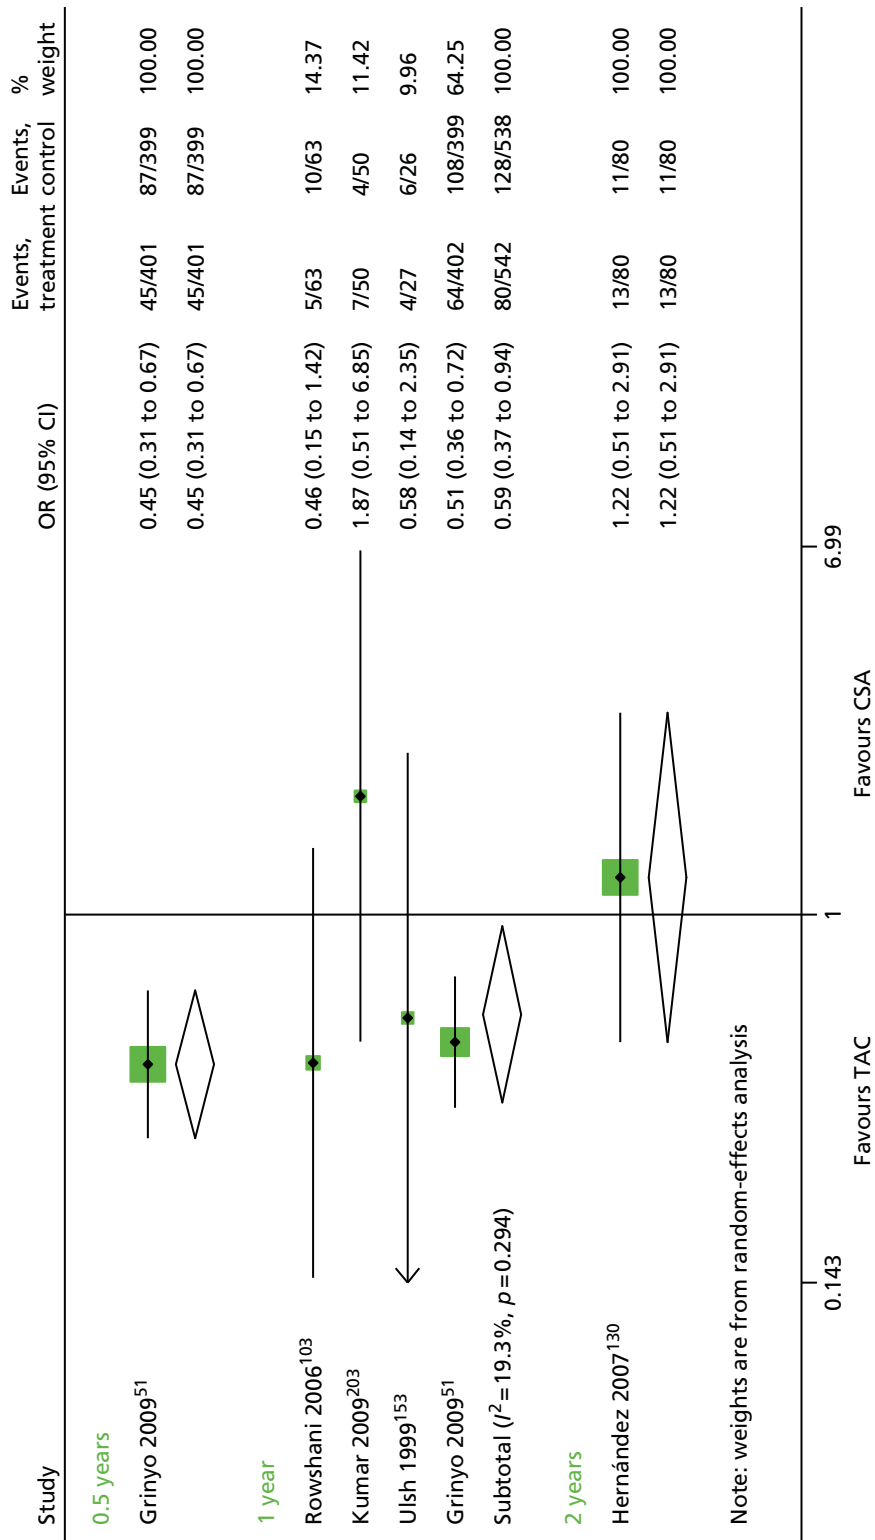 Study OR (95% CI) Events, treatment Events, control % weight
0.5 years
Grinyo 2009⁵¹ 0.45 (0.31 to 0.67) 45/401 87/399 100.00
0.45 (0.31 to 0.67) 45/401 87/399 100.00
1 year
Rowshani 2006¹⁰³ 0.46 (0.15 to 1.42) 5/63 10/63 14.37
Kumar 2009²⁰³ 1.87 (0.51 to 6.85) 7/50 4/50 11.42
Ulsh 1999¹⁵³ 0.58 (0.14 to 2.35) 4/27 6/26 9.96
Grinyo 2009⁵¹ 0.51 (0.36 to 0.72) 64/402 108/399 64.25
Subtotal (I² = 19.3%, p = 0.294) 0.59 (0.37 to 0.94) 80/542 128/538 100.00
2 years
Hernández 2007¹³⁰ 1.22 (0.51 to 2.91) 13/80 11/80 100.00
1.22 (0.51 to 2.91) 13/80 11/80 100.00
Note: weights are from random-effects analysis
0.143 1 6.99
Favours TAC Favours CSA